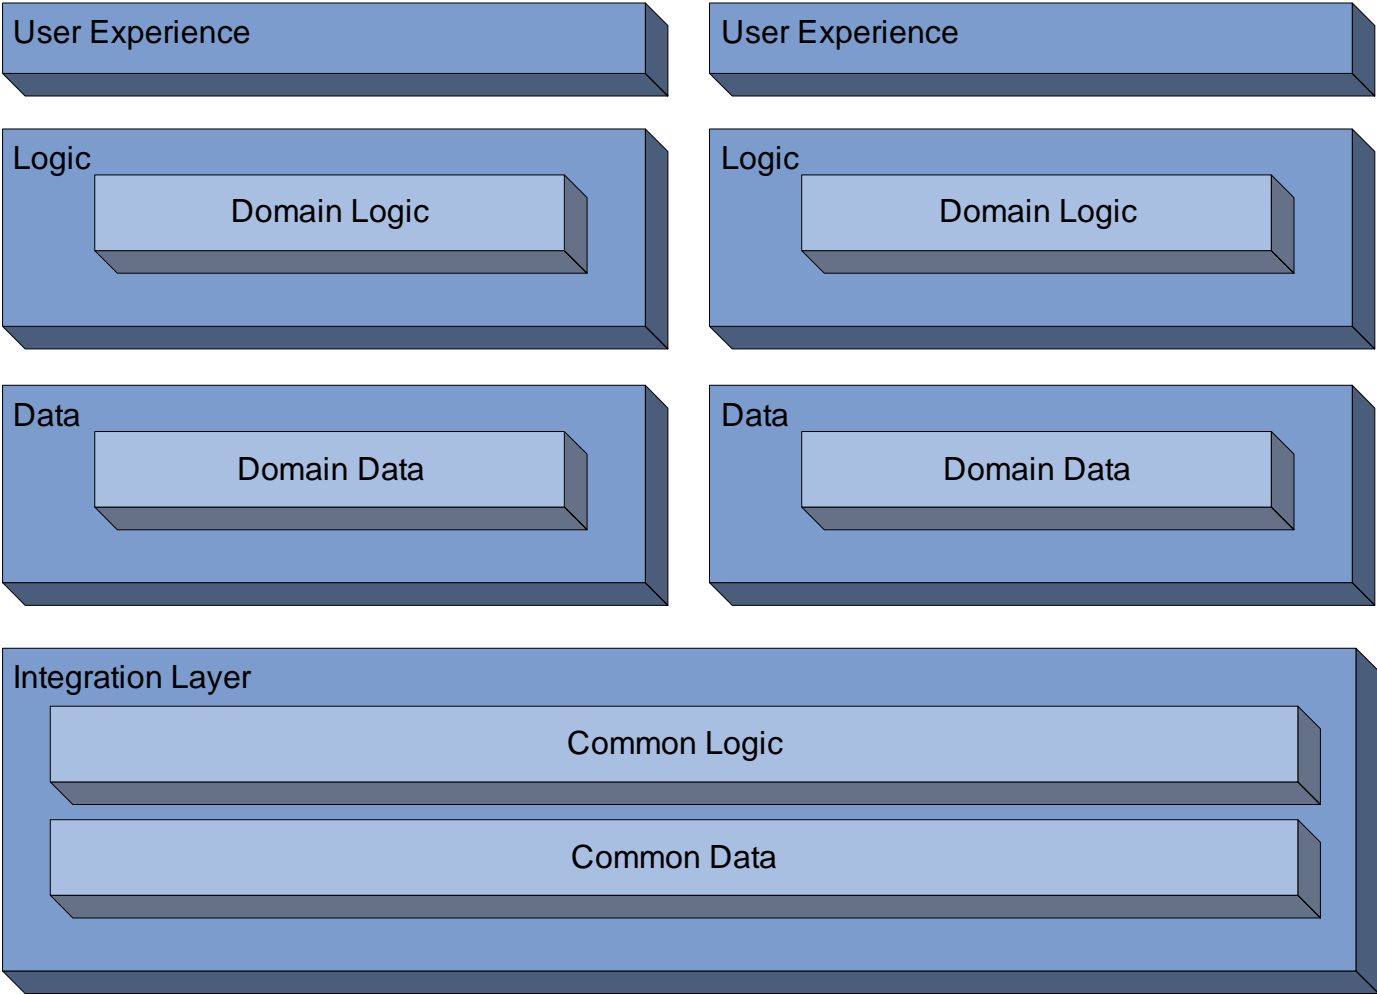 User Experience
User Experience
Logic
Domain Logic
Logic
Domain Logic
Data
Domain Data
Data
Domain Data
Integration Layer
Common Logic
Common Data